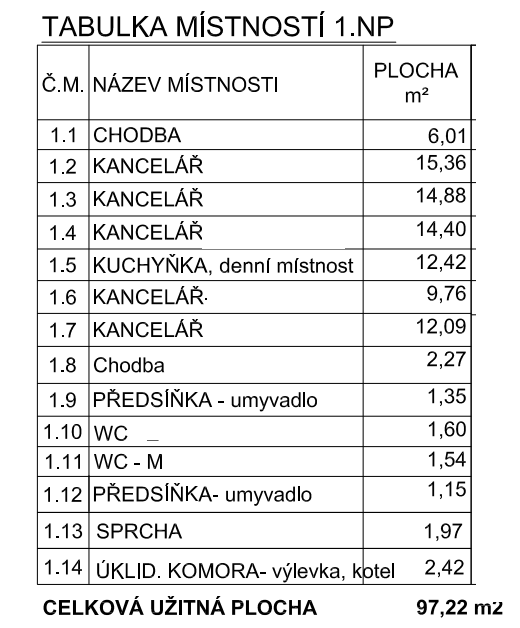 TABULKA MÍSTNOSTÍ 1.NP
Č.M. NÁZEV MÍSTNOSTI PLOCHA m²
1.1 CHODBA 6,01
1.2 KANCELÁŘ 15,36
1.3 KANCELÁŘ 14,88
1.4 KANCELÁŘ 14,40
1.5 KUCHYŇKA, denní místnost 12,42
1.6 KANCELÁŘ 9,76
1.7 KANCELÁŘ 12,09
1.8 Chodba 2,27
1.9 PŘEDSÍŇKA - umyvadlo 1,35
1.10 WC _ 1,60
1.11 WC - M 1,54
1.12 PŘEDSÍŇKA- umyvadlo 1,15
1.13 SPRCHA 1,97
1.14 ÚKLID. KOMORA- výlevka, kotel 2,42
CELKOVÁ UŽITNÁ PLOCHA 97,22 m2